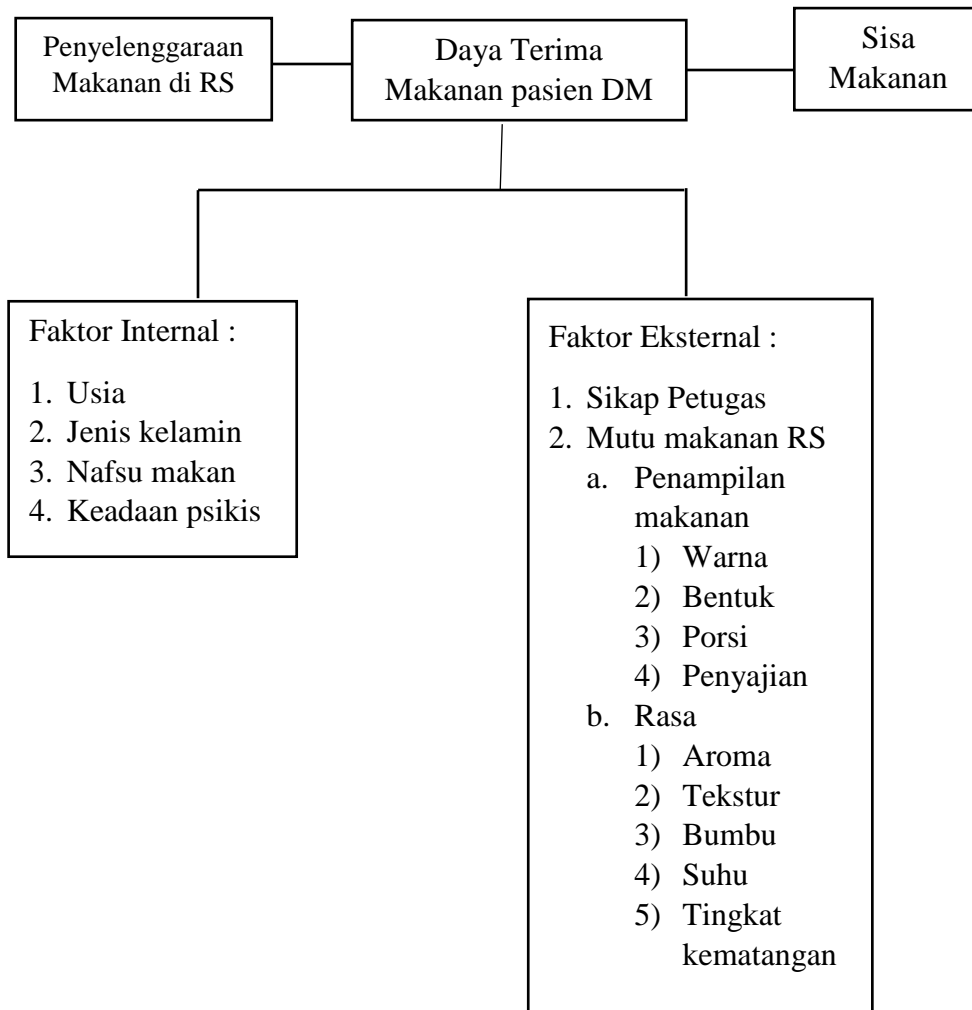 Penyelenggaraan
Makanan di RS
Daya Terima
Makanan pasien DM
Sisa
Makanan
Faktor Internal :
1. Usia
2. Jenis kelamin
3. Nafsu makan
4. Keadaan psikis
Faktor Eksternal :
1. Sikap Petugas
2. Mutu makanan RS
a. Penampilan
makanan
1) Warna
2) Bentuk
3) Porsi
4) Penyajian
b. Rasa
1) Aroma
2) Tekstur
3) Bumbu
4) Suhu
5) Tingkat
kematangan